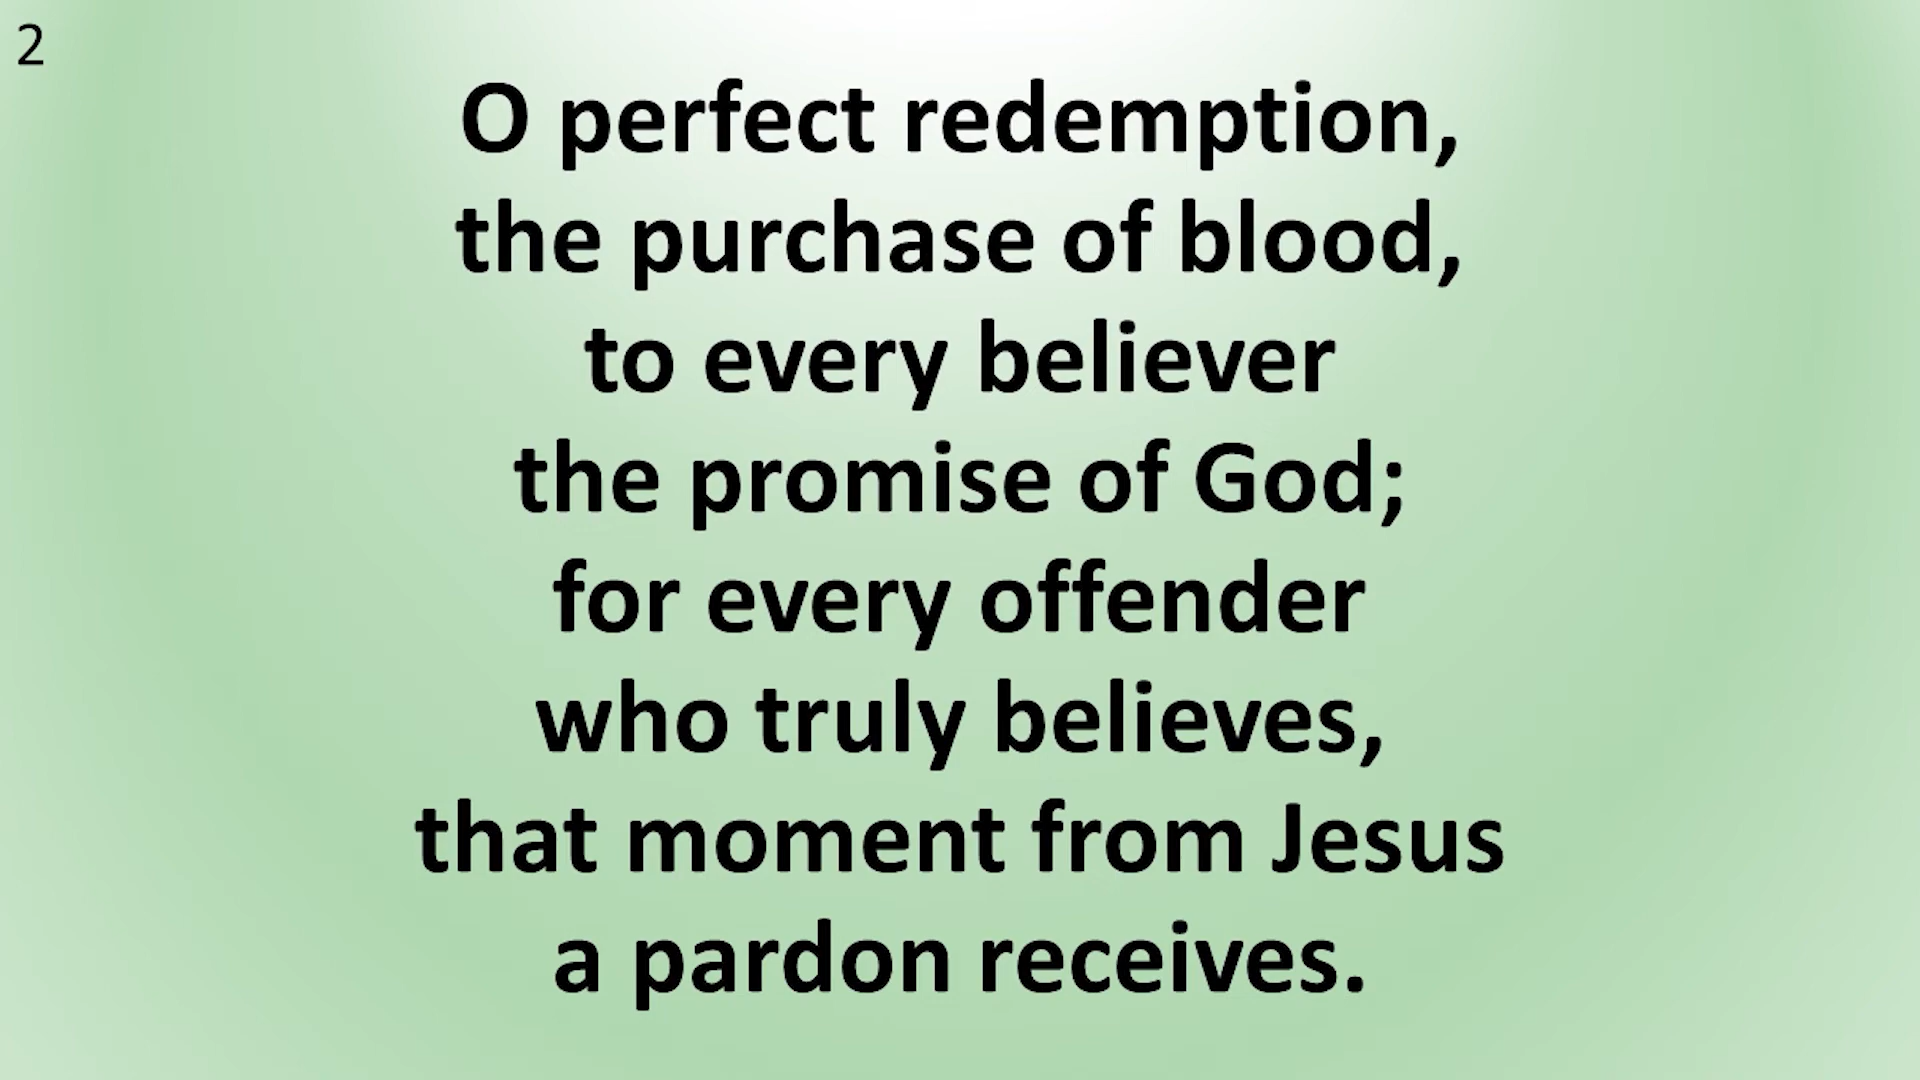 2
O perfect redemption,
the purchase of blood,
to every believer
the promise of God;
for every offender
who truly believes,
that moment from Jesus
a pardon receives.